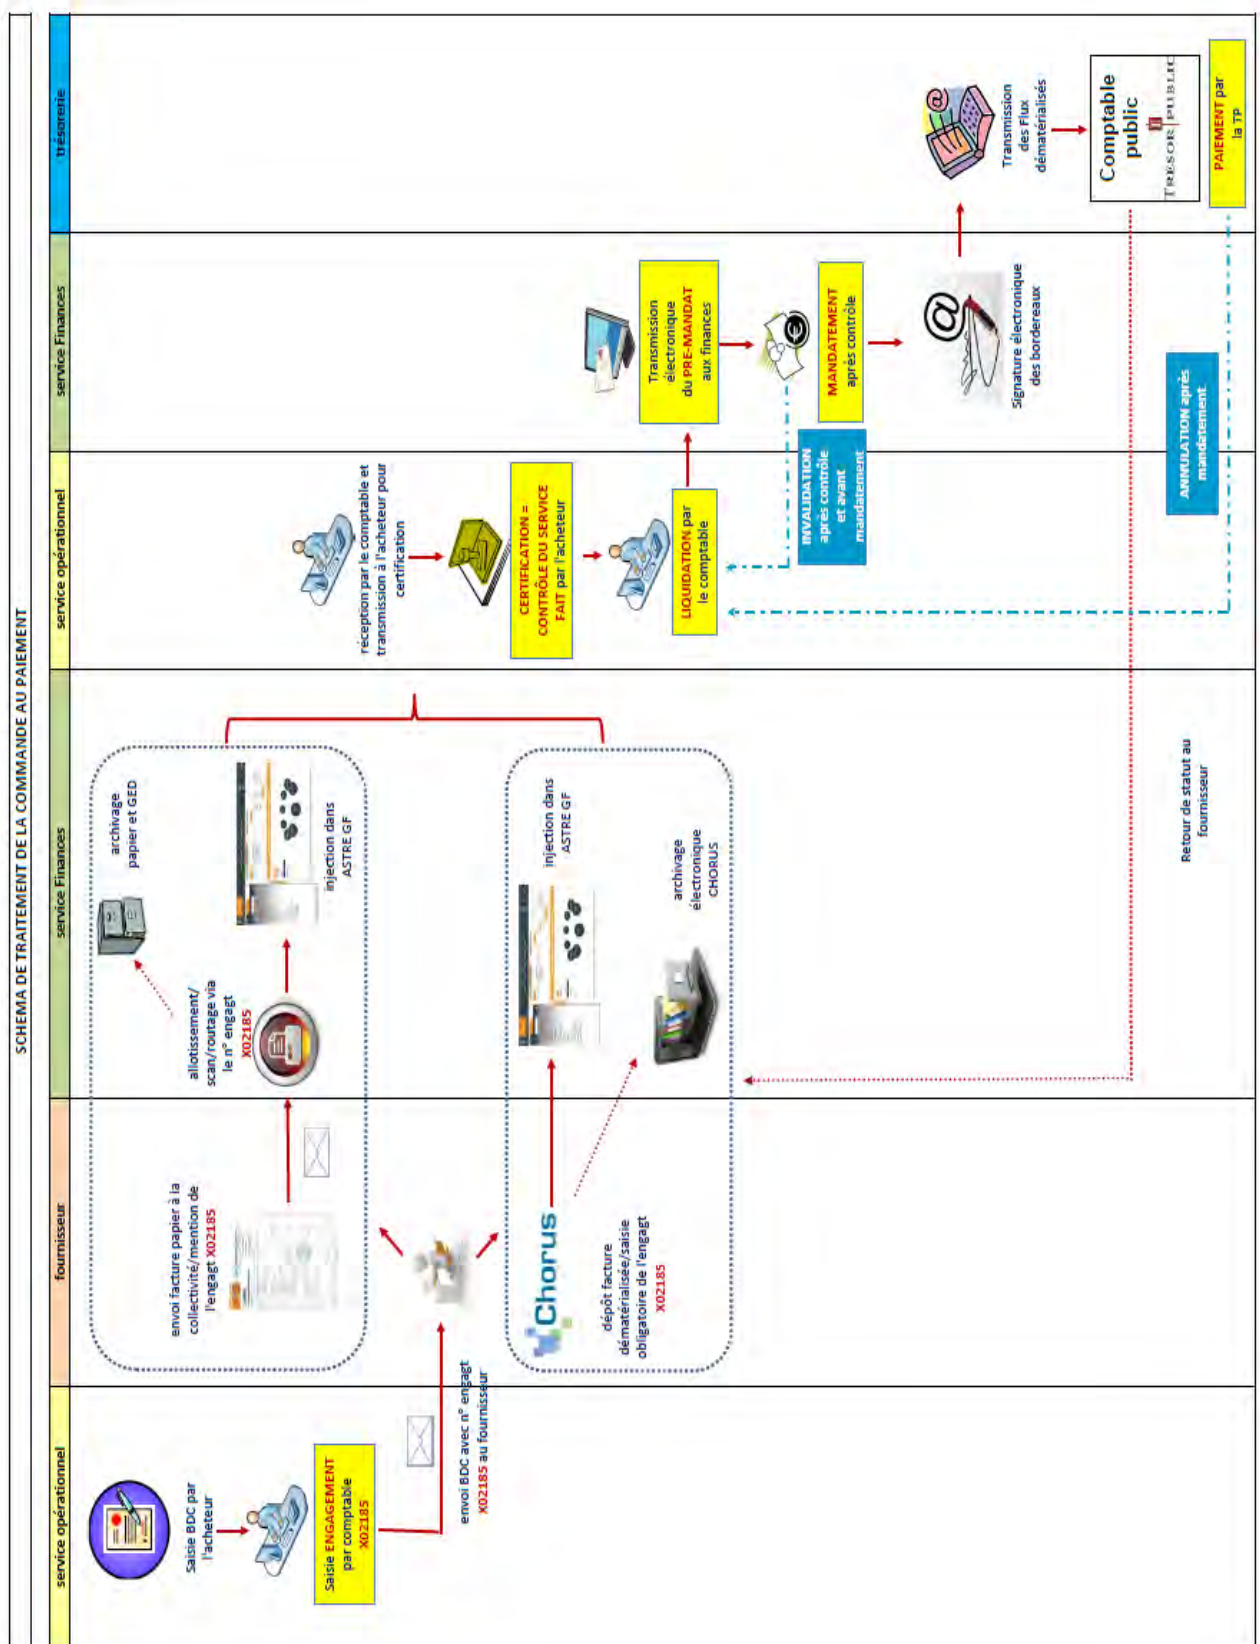 SCHEMA DE TRAITEMENT DE LA COMMANDE AU PAIEMENT
service opérationnel
fournisseur
service Finances
service opérationnel
service Finances
trésorerie
Saisie BDC par
l'acheteur
Saisie ENGAGEMENT
par comptable
X02185
envoi BDC avec n° engagt
X02185 au fournisseur
envoi facture papier à la
collectivité/mention de
l'engagt X02185
Chorus
dépôt facture
dématérialisée/saisie
obligatoire de l'engagt
X02185
allotissement/
scan/routage via
le n° engagt
X02185
archivage
papier et GED
injection dans
ASTRE GF
injection dans
ASTRE GF
archivage
électronique
CHORUS
Retour de statut au
fournisseur
réception par le comptable et
transmission à l'acheteur pour
certification
CERTIFICATION =
CONTRÔLE DU SERVICE
FAIT par l'acheteur
LIQUIDATION par
le comptable
Transmission
électronique
du PRE-MANDAT
aux finances
INVALIDATION
après contrôle
et avant
mandatement
MANDATEMENT
après contrôle
@
Signature électronique
des bordereaux
ANNULATION après
mandatement
@
Transmission
des Flux
dématérialisés
Comptable
public
TRESOR PUBLIC
PAIEMENT par
la TP